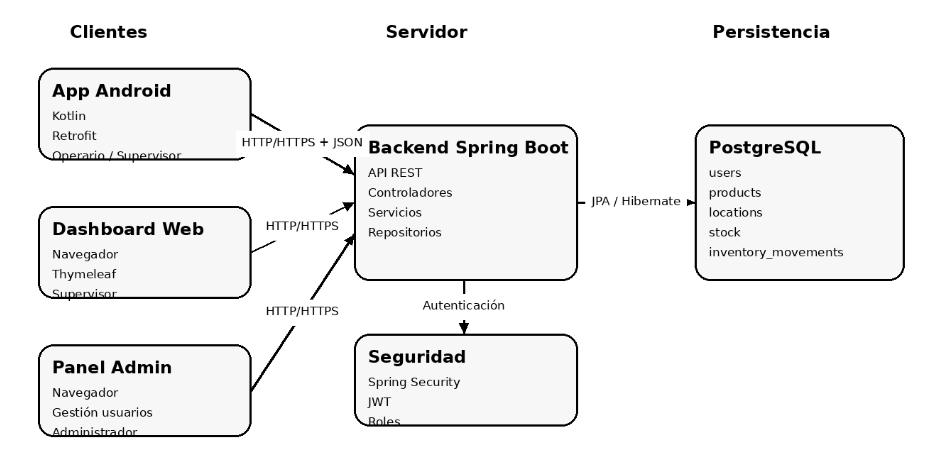 Clientes
Servidor
Persistencia
App Android
Kotlin
Retrofit
Operario / Supervisor
HTTP/HTTPS + JSON
Dashboard Web
Navegador
Thymeleaf
Supervisor
HTTP/HTTPS
Panel Admin
Navegador
Gestión usuarios
Administrador
HTTP/HTTPS
Backend Spring Boot
API REST
Controladores
Servicios
Repositorios
Autenticación
Seguridad
Spring Security
JWT
Roles
JPA / Hibernate
PostgreSQL
users
products
locations
stock
inventory_movements